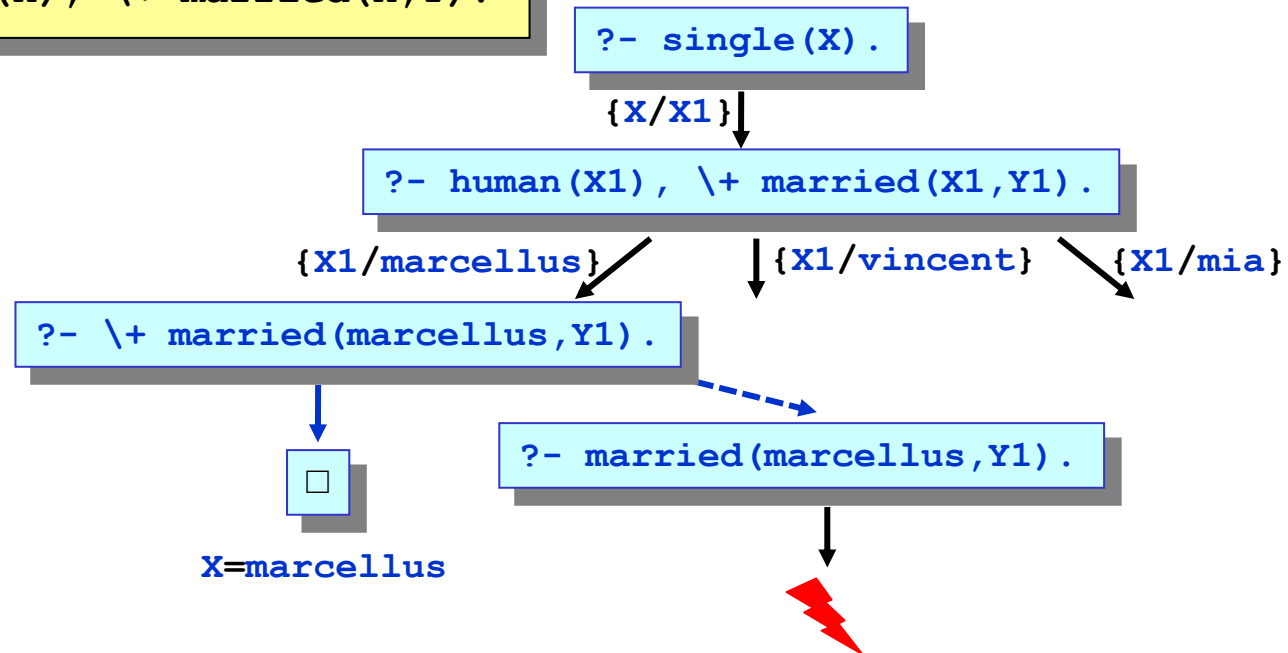 ?- single(X).
{X/X1}
?- human(X1), \+ married(X1,Y1).
{X1/marcellus}
{X1/vincent}
{X1/mia}
?- \+ married(marcellus,Y1).
?- married(marcellus,Y1).
□
X=marcellus